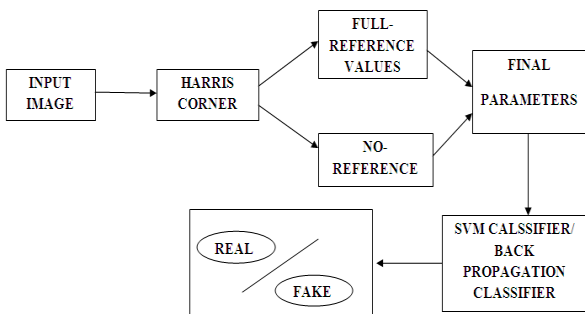 INPUT
IMAGE
HARRIS
CORNER
FULL-
REFERENCE
VALUES
NO-
REFERENCE
FINAL
PARAMETERS
SVM CALSSIFIER/
BACK
PROPAGATION
CLASSIFIER
REAL
FAKE